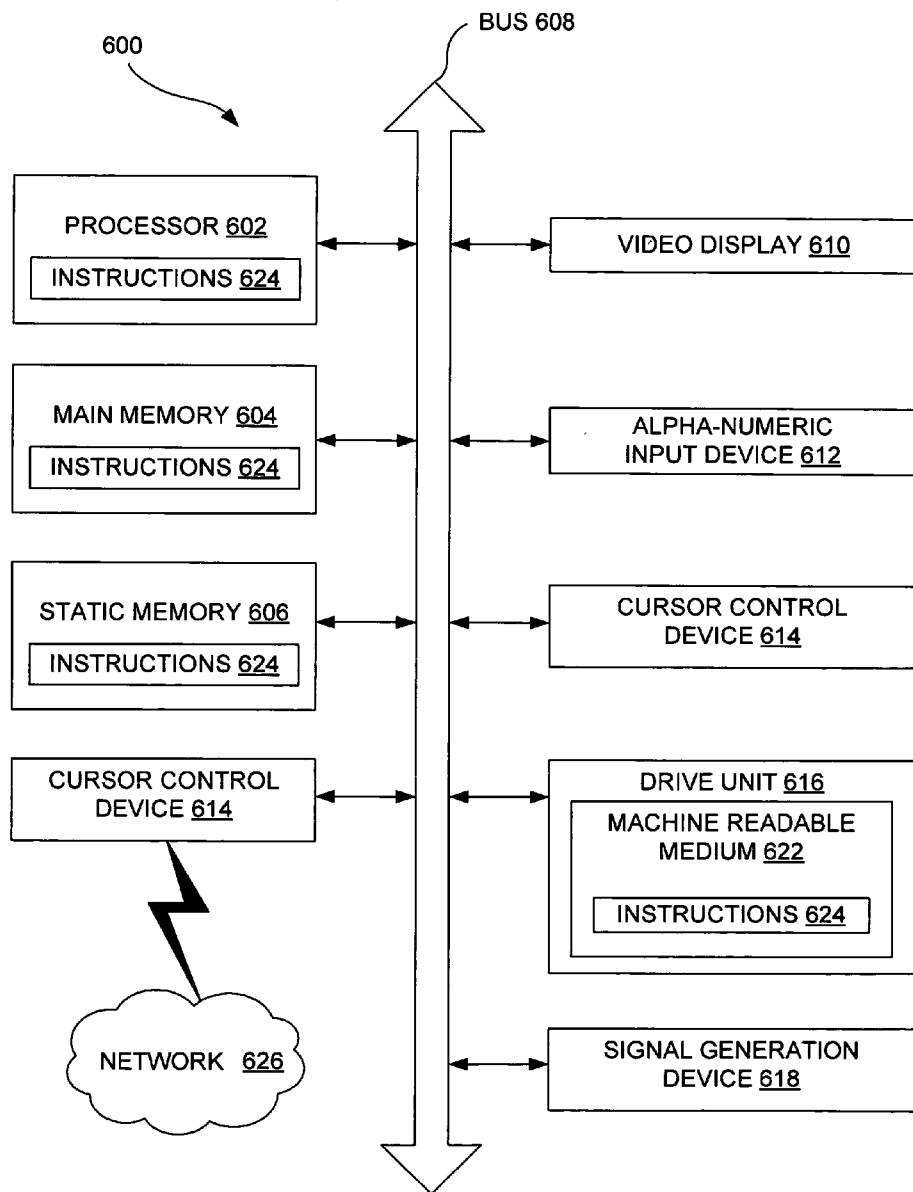 BUS 608
600
PROCESSOR 602
INSTRUCTIONS 624
MAIN MEMORY 604
INSTRUCTIONS 624
STATIC MEMORY 606
INSTRUCTIONS 624
CURSOR CONTROL
DEVICE 614
NETWORK 626
VIDEO DISPLAY 610
ALPHA-NUMERIC
INPUT DEVICE 612
CURSOR CONTROL
DEVICE 614
DRIVE UNIT 616
MACHINE READABLE
MEDIUM 622
INSTRUCTIONS 624
SIGNAL GENERATION
DEVICE 618